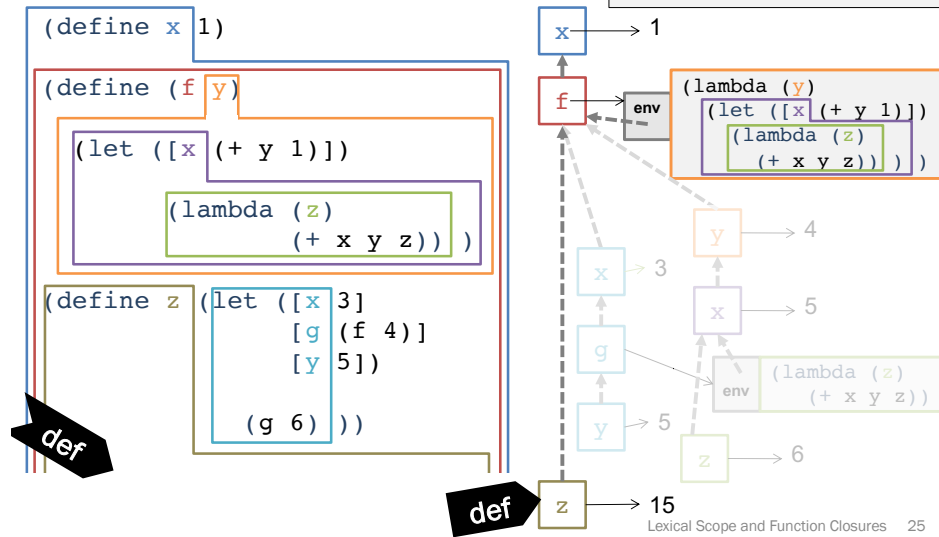 (define x 1)
(define (f y)
(let ([x (+ y 1)])
(lambda (z)
(+ x y z)) )
(define z (let ([x 3]
[g (f 4)]
[y 5])
(g 6) ))
def
x
1
f
env
(lambda (y)
(let ([x (+ y 1)])
(lambda (z)
(+ x y z)) ) )
y
4
x
3
x
5
g
env
(lambda (z)
(+ x y z))
y
5
z
6
def
z
15
Lexical Scope and Function Closures 25